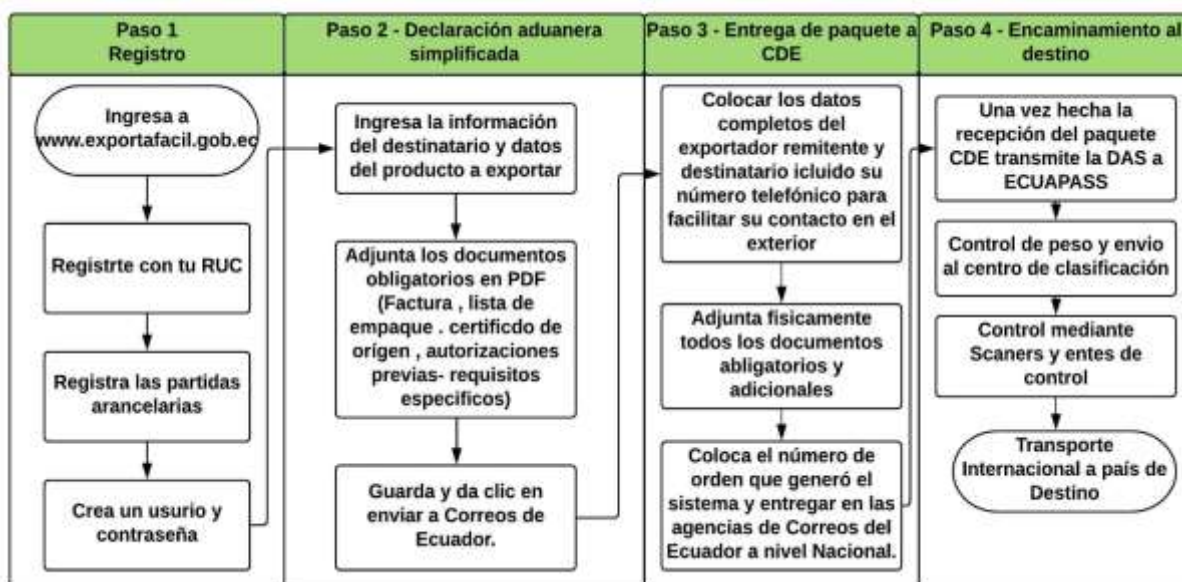 Paso 1
Registro
Ingresa a
www.exportafacil.gob.ec
Registrte con tu RUC
Registra las partidas
arancelarias
Crea un usurio y
contraseña
Paso 2 - Declaración aduanera
simplificada
Ingresa la información
del destinatario y datos
del producto a exportar
Adjunta los documentos
obligatorios en PDF
(Factura , lista de
empaque . certificdo de
orígen , autorizaciones
previas- requisitos
especificos)
Guarda y da clic en
enviar a Correos de
Ecuador.
Paso 3 - Entrega de paquete a
CDE
Colocar los datos
completos del
exportador remitente y
destinatario icluido su
número telefónico para
facilitar su contacto en el
exterior
Adjunta fisicamente
todos los documentos
abligatorios y
adicionales
Coloca el número de
orden que generó el
sistema y entregar en las
agencias de Correos del
Ecuador a nivel Nacional.
Paso 4 - Encaminamiento al
destino
Una vez hecha la
recepción del paquete
CDE transmite la DAS a
ECUAPASS
Control de peso y envio
al centro de clasificación
Control mediante
Scaners y entes de
control
Transporte
Internacional a país de
Destino